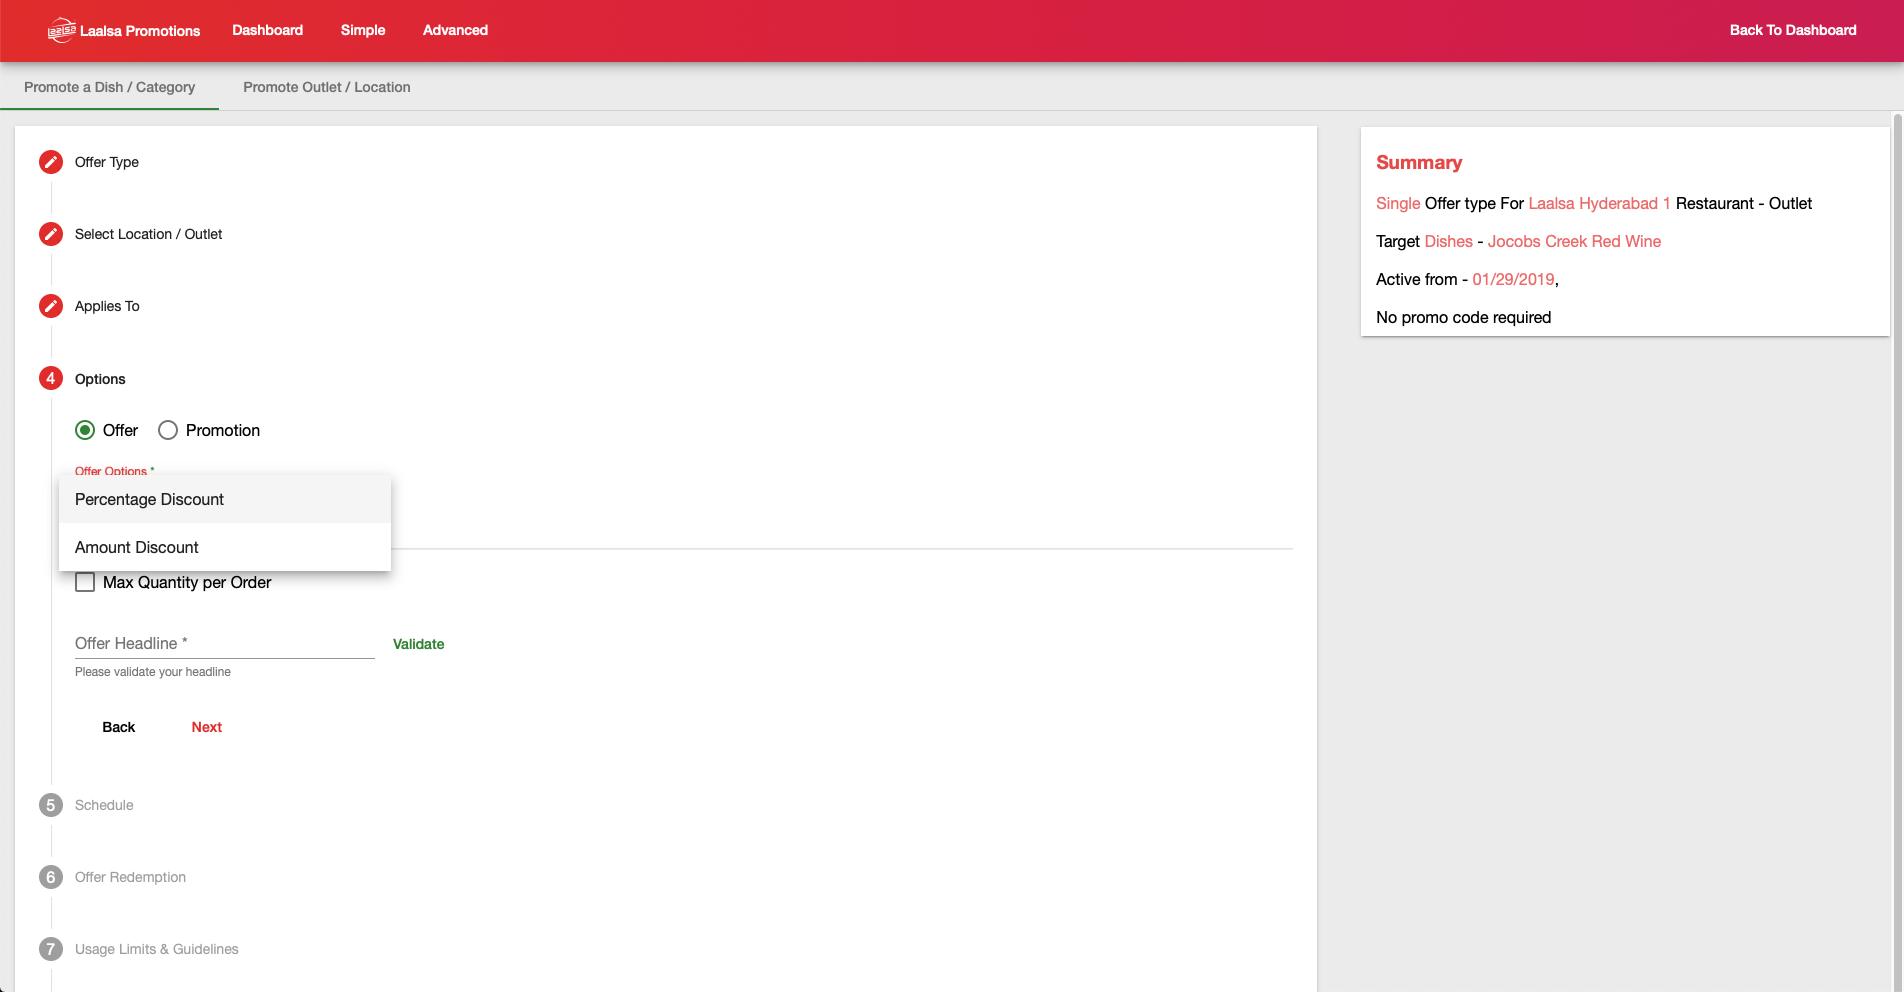 Laalsa Laalsa Promotions Dashboard Simple Advanced Back To Dashboard
Promote a Dish / Category Promote Outlet / Location
Offer Type
Select Location / Outlet
Applies To
4 Options
Offer Promotion
Offer Options *
Percentage Discount
Amount Discount
Max Quantity per Order
Offer Headline * Validate
Please validate your headline
Back Next
5 Schedule
6 Offer Redemption
7 Usage Limits & Guidelines
Summary
Single Offer type For Laalsa Hyderabad 1 Restaurant - Outlet
Target Dishes - Jocobs Creek Red Wine
Active from - 01/29/2019,
No promo code required